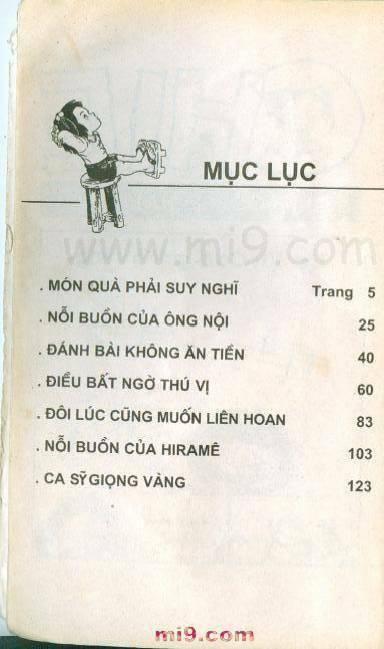 MỤC LỤC
www.mi9.com
. MÓN QUÀ PHẢI SUY NGHĨ Trang 5
. NỖI BUỒN CỦA ÔNG NỘI 25
. ĐÁNH BÀI KHÔNG ĂN TIỀN 40
. ĐIỀU BẤT NGỜ THÚ VỊ 60
. ĐÔI LÚC CŨNG MUỐN LIÊN HOAN 83
. NỖI BUỒN CỦA HIRAMÊ 103
. CA SỸ GIỌNG VÀNG 123
mi9.com